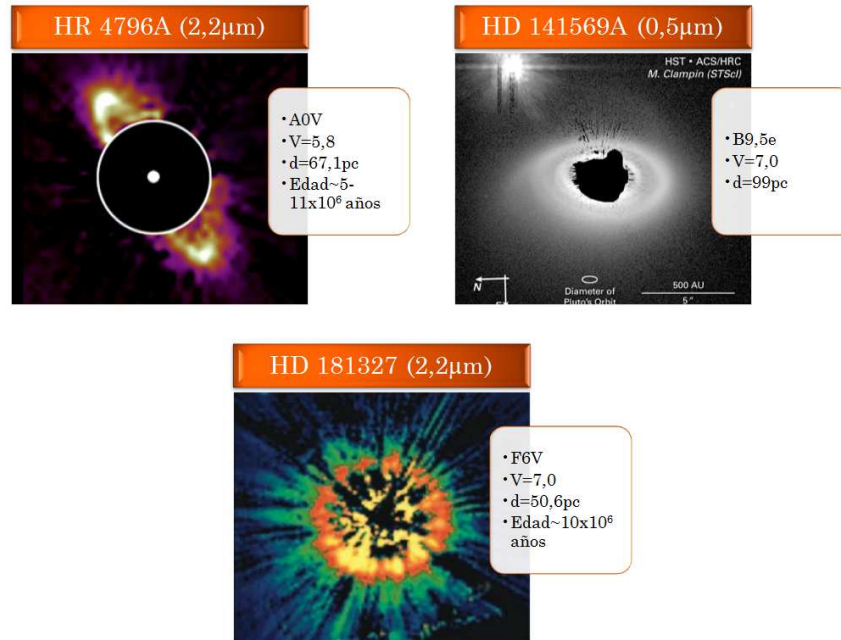 HR 4796A (2,2µm)
• A0V
• V=5,8
• d=67,1pc
• Edad~5-
11x10⁶ años
HD 141569A (0,5µm)
HST • ACS/HRC
M. Clampin (STScI)
• B9,5e
• V=7,0
• d=99pc
N
Diameter of
Pluto's Orbit
500 AU
5"
HD 181327 (2,2µm)
• F6V
• V=7,0
• d=50,6pc
• Edad~10x10⁶
años